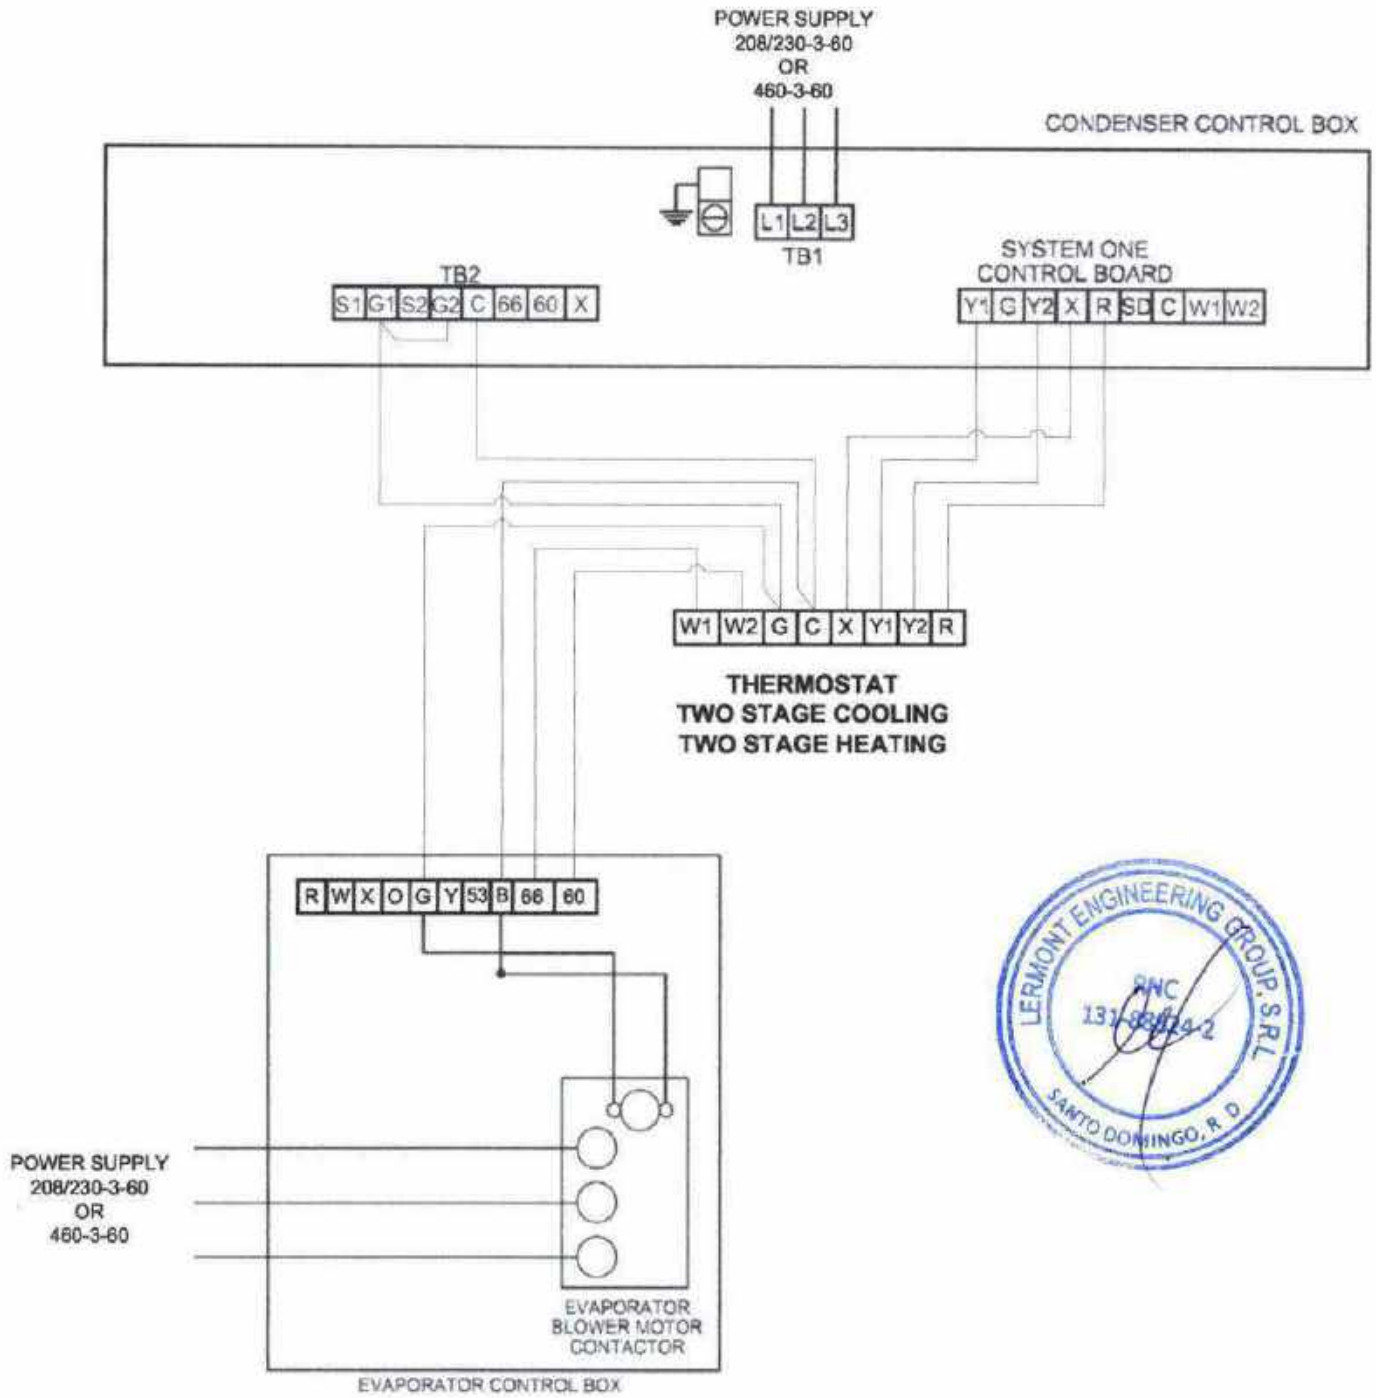 POWER SUPPLY
208/230-3-60
OR
460-3-60
CONDENSER CONTROL BOX
L1 L2 L3
TB1
TB2
S1 G1 S2 G2 C 66 60 X
SYSTEM ONE
CONTROL BOARD
Y1 G Y2 X R SD C W1 W2
W1 W2 G C X Y1 Y2 R
THERMOSTAT
TWO STAGE COOLING
TWO STAGE HEATING
R W X O G Y 53 B 66 60
LERMONT ENGINEERING GROUP, S.R.L
RNC
SANTO DOMINGO, R D
POWER SUPPLY
208/230-3-60
OR
460-3-60
EVAPORATOR
BLOWER MOTOR
CONTACTOR
EVAPORATOR CONTROL BOX